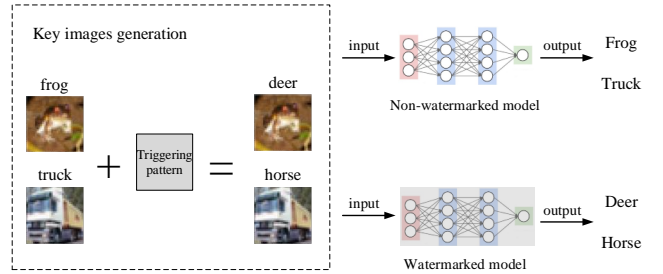 Key images generation
frog
deer
truck
Triggering
pattern
horse
input
output
Frog
Truck
Non-watermarked model
input
output
Deer
Horse
Watermarked model